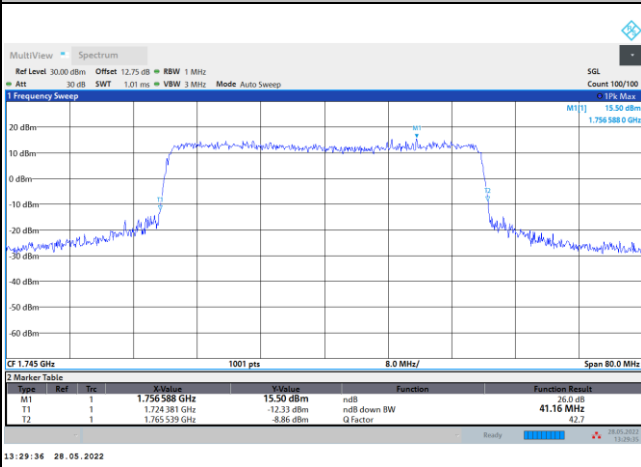 MultiView Spectrum
Ref Level 30.00 dBm Offset 12.75 dB RBW 1 MHz SGL
Att 30 dB SWT 1.01 ms VBW 3 MHz Mode Auto Sweep Count 100/100
1 Frequency Sweep 1Pk Max
M1[1] 15.50 dBm
1.756 588 0 GHz
20 dBm
M1
10 dBm
0 dBm
-10 dBm
T1 T2
-20 dBm
-30 dBm
-40 dBm
-50 dBm
-60 dBm
CF 1.745 GHz 1001 pts 8.0 MHz/ Span 80.0 MHz
2 Marker Table
Type Ref Trc X-Value Y-Value Function Function Result
M1 1 1.756 588 GHz 15.50 dBm ndB 26.0 dB
T1 1 1.724 381 GHz -12.33 dBm ndB down BW 41.16 MHz
T2 1 1.765 539 GHz -8.86 dBm Q Factor 42.7
Ready 28.05.2022
13:29:35
13:29:36 28.05.2022